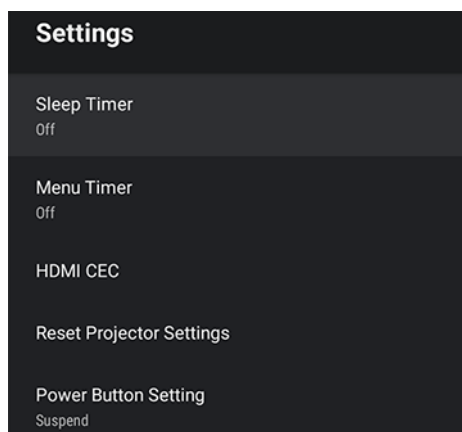 Settings
Sleep Timer
Off
Menu Timer
Off
HDMI CEC
Reset Projector Settings
Power Button Setting
Suspend